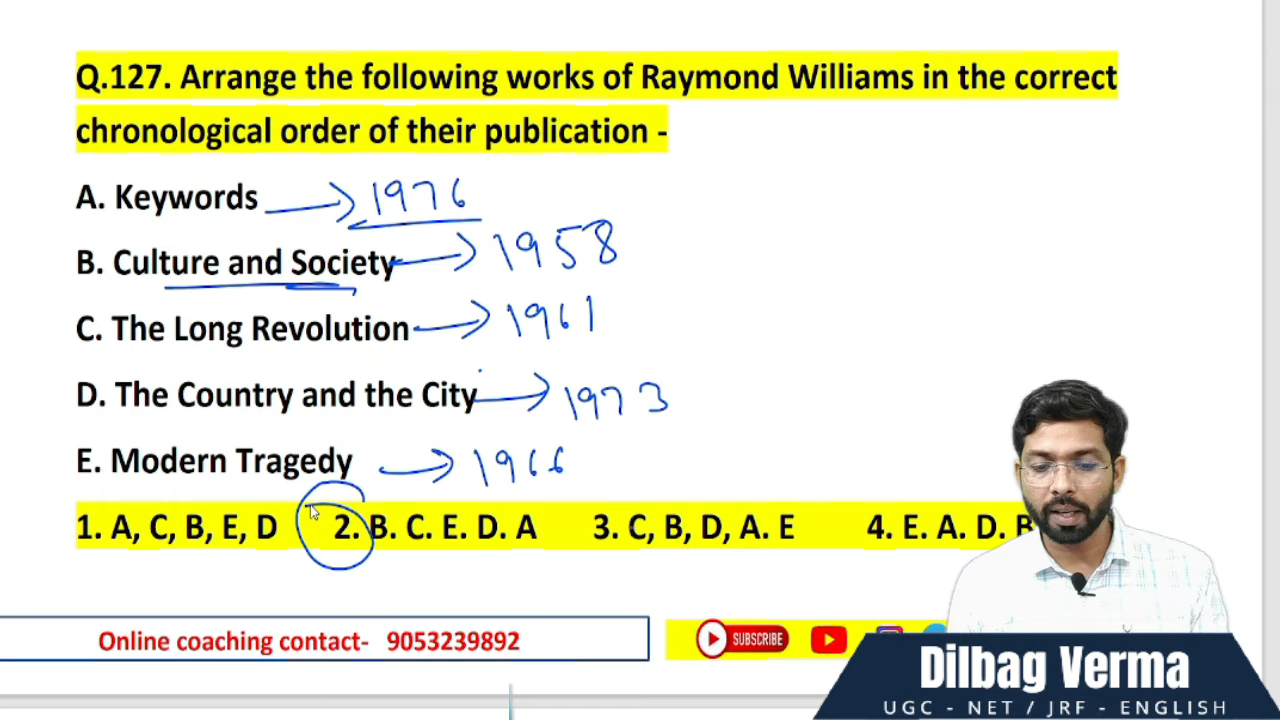 Q.127. Arrange the following works of Raymond Williams in the correct
chronological order of their publication -
A. Keywords 1976
B. Culture and Society 1958
C. The Long Revolution 1961
D. The Country and the City 1973
E. Modern Tragedy 1966
1. A, C, B, E, D 2. B. C. E. D. A 3. C, B, D, A. E 4. E. A. D. B
Online coaching contact- 9053239892
SUBSCRIBE
Dilbag Verma
UGC - NET / JRF - ENGLISH